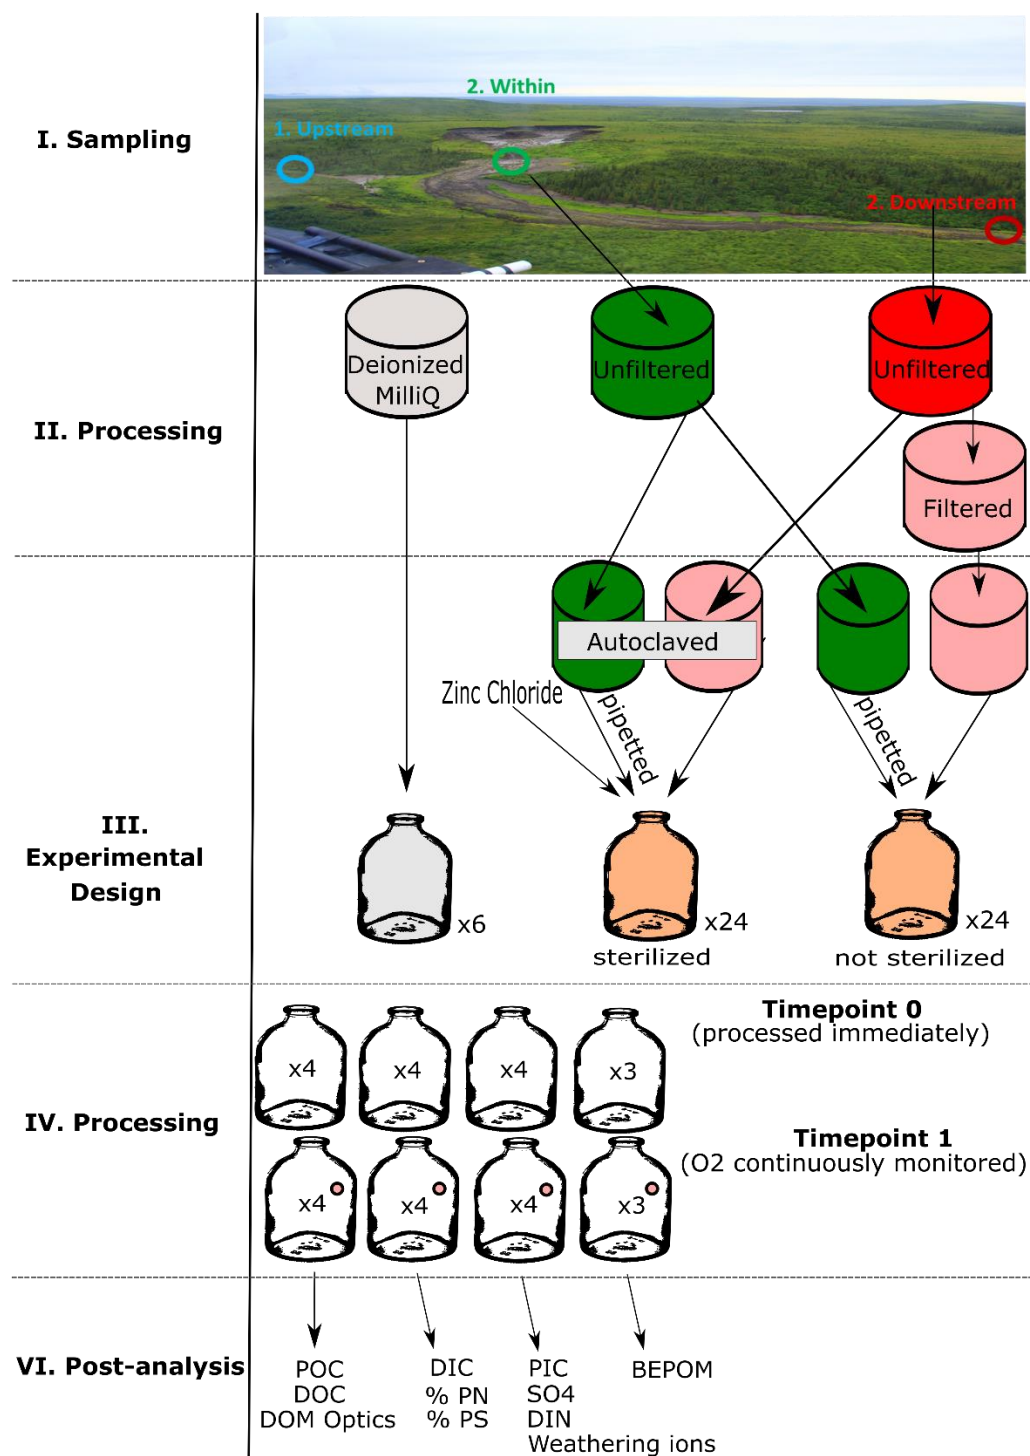 I. Sampling
1. Upstream
2. Within
2. Downstream
II. Processing
Deionized
MilliQ
Unfiltered
Unfiltered
Filtered
Autoclaved
Zinc Chloride
pipetted
pipetted
III.
Experimental
Design
x6
x24
sterilized
x24
not sterilized
IV. Processing
x4
x4
x4
x3
Timepoint 0
(processed immediately)
x4
x4
x4
x3
Timepoint 1
(O2 continuously monitored)
VI. Post-analysis
POC
DOC
DOM Optics
DIC
% PN
% PS
PIC
SO4
DIN
Weathering ions
BEPOM